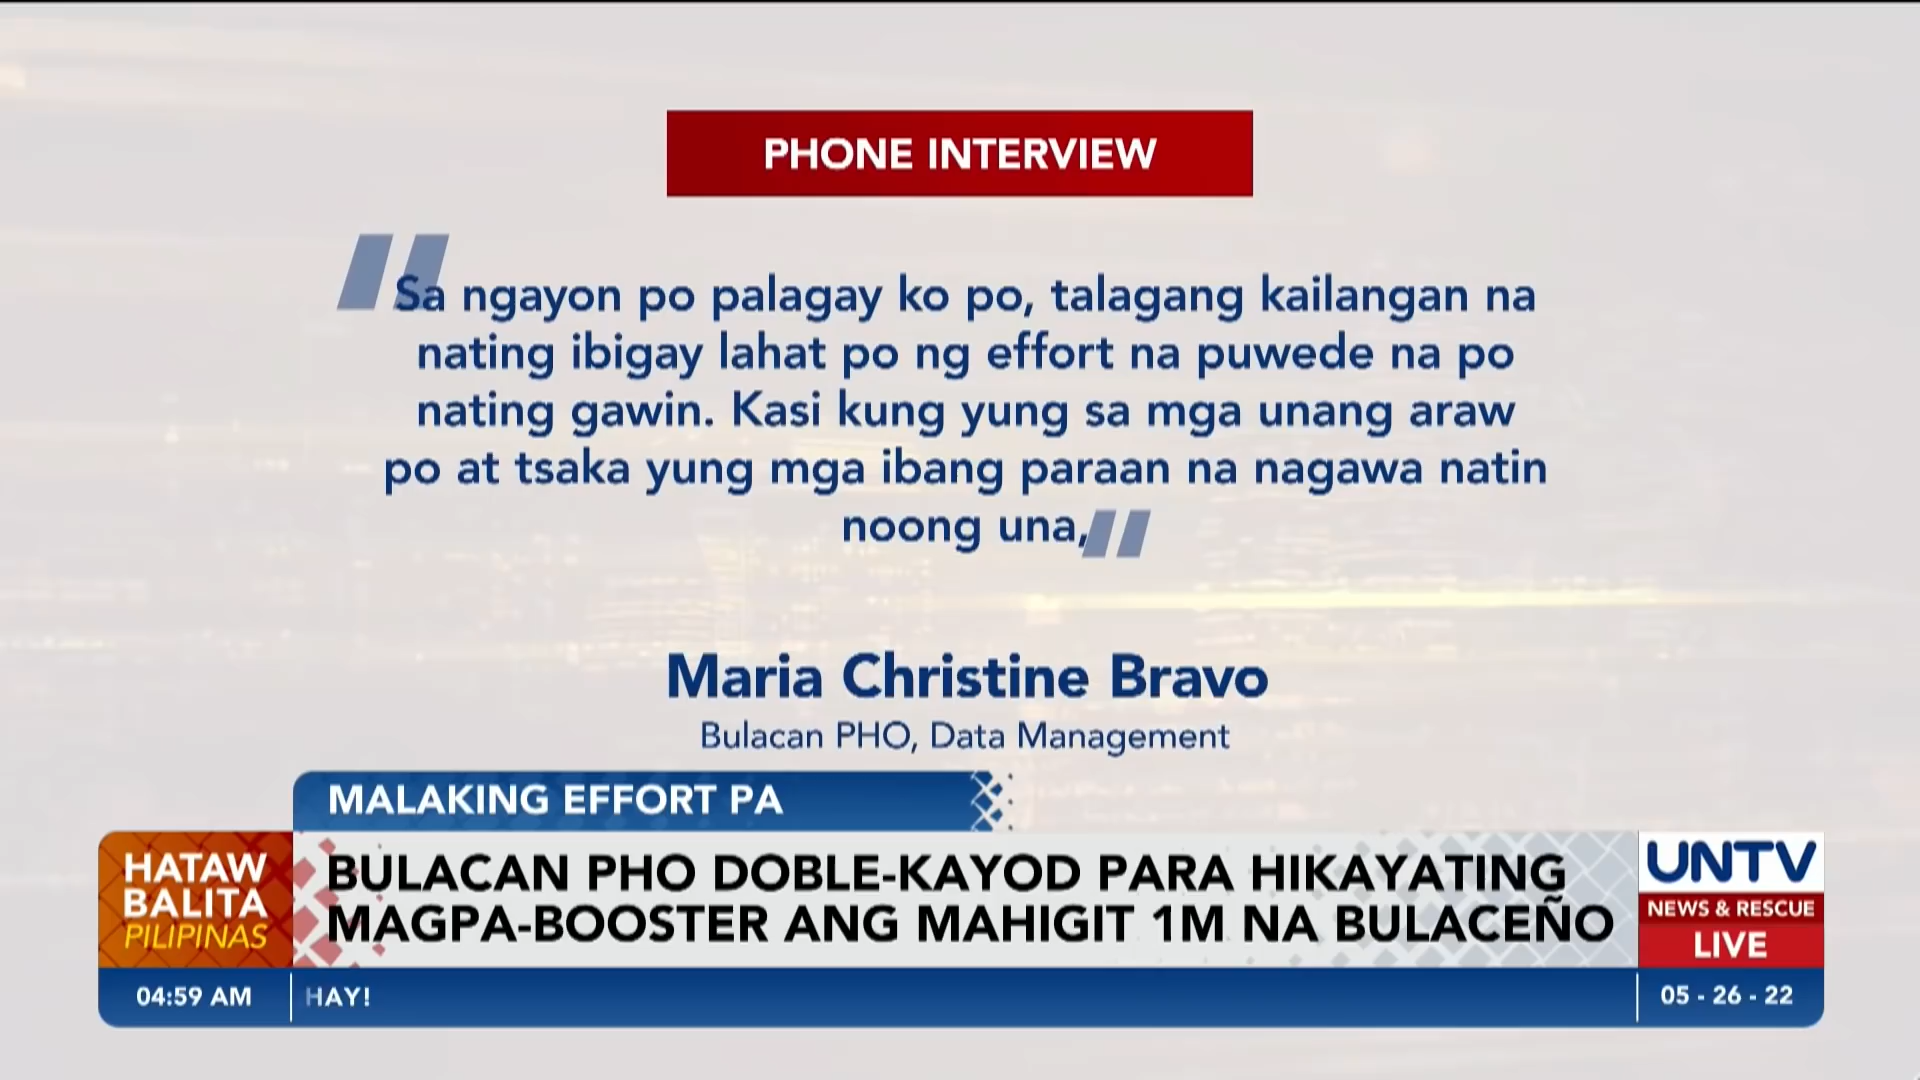 PHONE INTERVIEW
"Sa ngayon po palagay ko po, talagang kailangan na
nating ibigay lahat po ng effort na puwede na po
nating gawin. Kasi kung yung sa mga unang araw
po at tsaka yung mga ibang paraan na nagawa natin
noong una,"
Maria Christine Bravo
Bulacan PHO, Data Management
MALAKING EFFORT PA
HATAW
BALITA
PILIPINAS
BULACAN PHO DOBLE-KAYOD PARA HIKAYATING
MAGPA-BOOSTER ANG MAHIGIT 1M NA BULACEÑO
UNTV
NEWS & RESCUE
LIVE
04:59 AM
HAY!
05 - 26 - 22